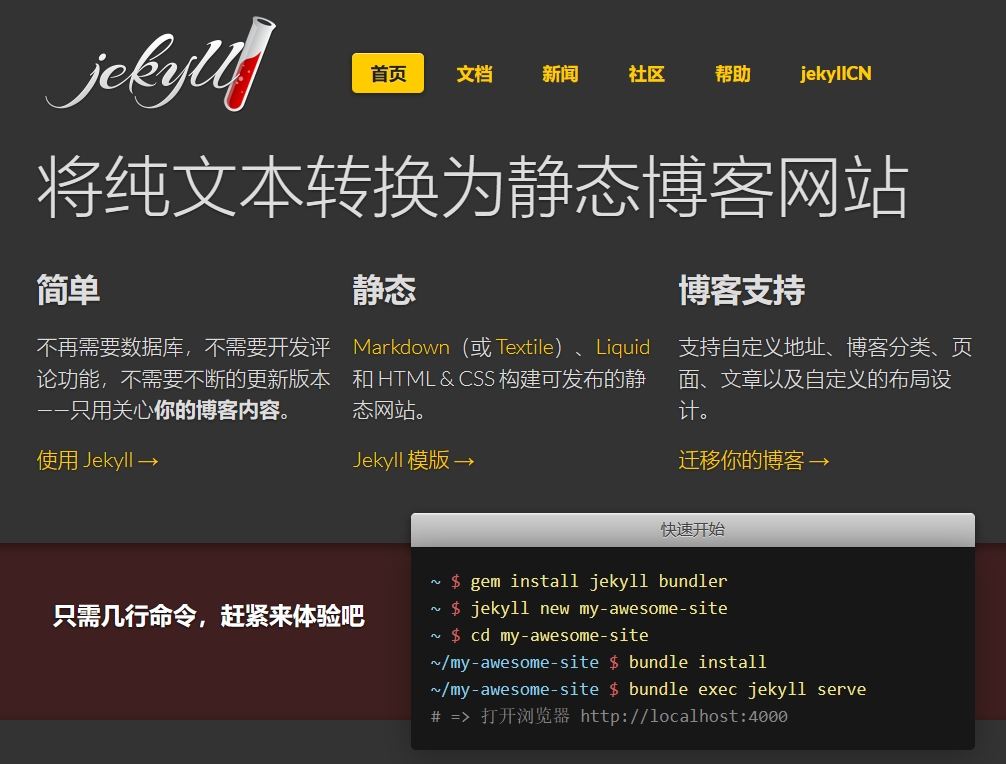 jekyll
首页 文档 新闻 社区 帮助 jekyllCN
将纯文本转换为静态博客网站
简单
不再需要数据库，不需要开发评
论功能，不需要不断的更新版本
——只用关心你的博客内容。
使用 Jekyll →
静态
Markdown（或 Textile）、Liquid
和 HTML & CSS 构建可发布的静
态网站。
Jekyll 模版 →
博客支持
支持自定义地址、博客分类、页
面、文章以及自定义的布局设
计。
迁移你的博客 →
只需几行命令，赶紧来体验吧
快速开始
~ $ gem install jekyll bundler
~ $ jekyll new my-awesome-site
~ $ cd my-awesome-site
~/my-awesome-site $ bundle install
~/my-awesome-site $ bundle exec jekyll serve
# => 打开浏览器 http://localhost:4000